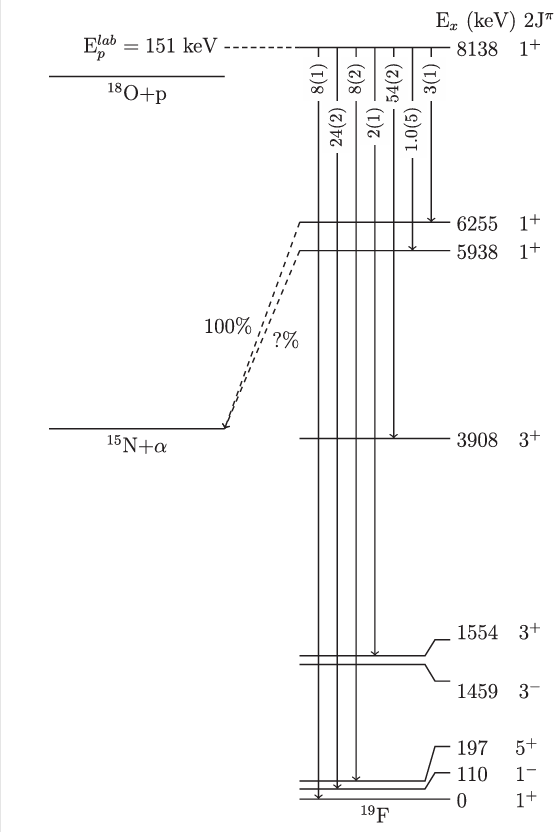 Eₓ (keV) 2Jᵖⁱ
E_p^{lab} = 151 keV
8138 1⁺
¹⁸O+p
8(1) 24(2) 8(2) 2(1) 54(2) 1.0(5) 3(1)
6255 1⁺
5938 1⁺
100%
?%
¹⁵N+α
3908 3⁺
1554 3⁺
1459 3⁻
197 5⁺
110 1⁻
0 1⁺
¹⁹F